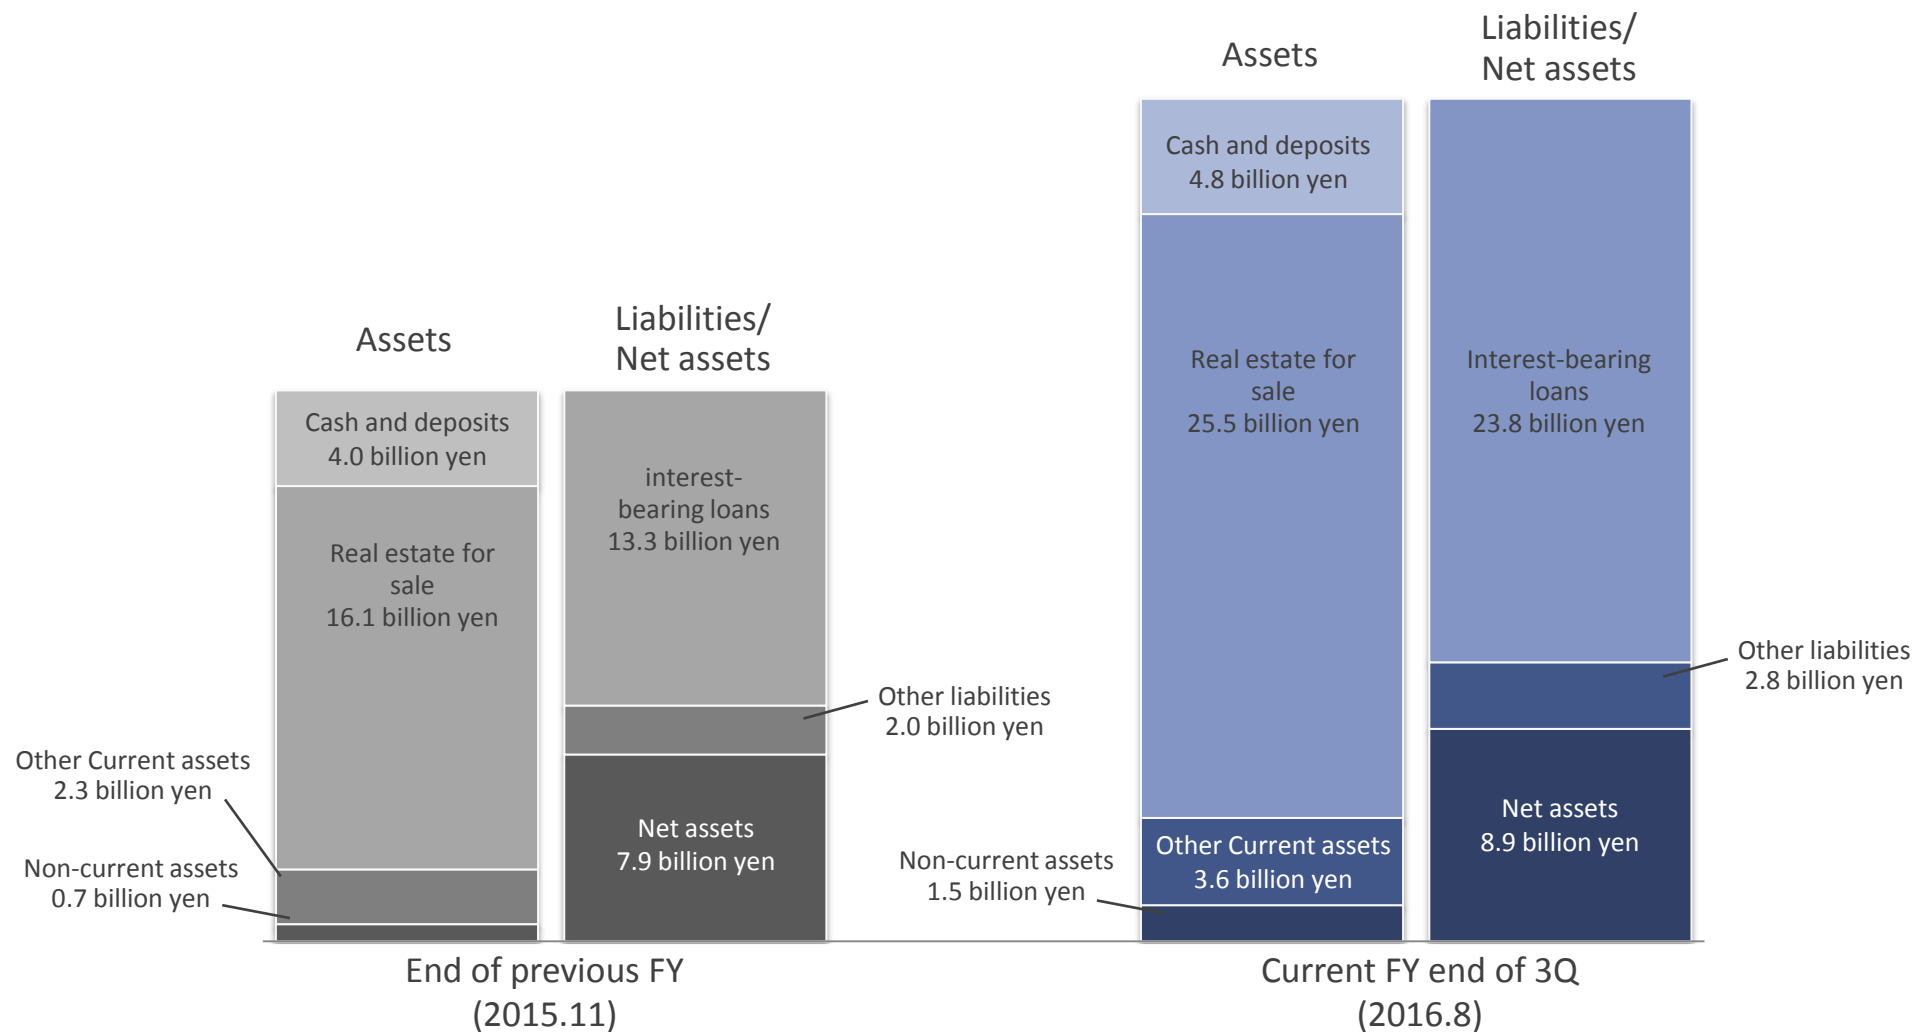 Assets
Liabilities/
Net assets
Cash and deposits
4.0 billion yen
Real estate for
sale
16.1 billion yen
Other Current assets
2.3 billion yen
Non-current assets
0.7 billion yen
interest-
bearing loans
13.3 billion yen
Other liabilities
2.0 billion yen
Net assets
7.9 billion yen
End of previous FY
(2015.11)
Assets
Liabilities/
Net assets
Cash and deposits
4.8 billion yen
Real estate for
sale
25.5 billion yen
Other Current assets
3.6 billion yen
Non-current assets
1.5 billion yen
Interest-bearing
loans
23.8 billion yen
Other liabilities
2.8 billion yen
Net assets
8.9 billion yen
Current FY end of 3Q
(2016.8)